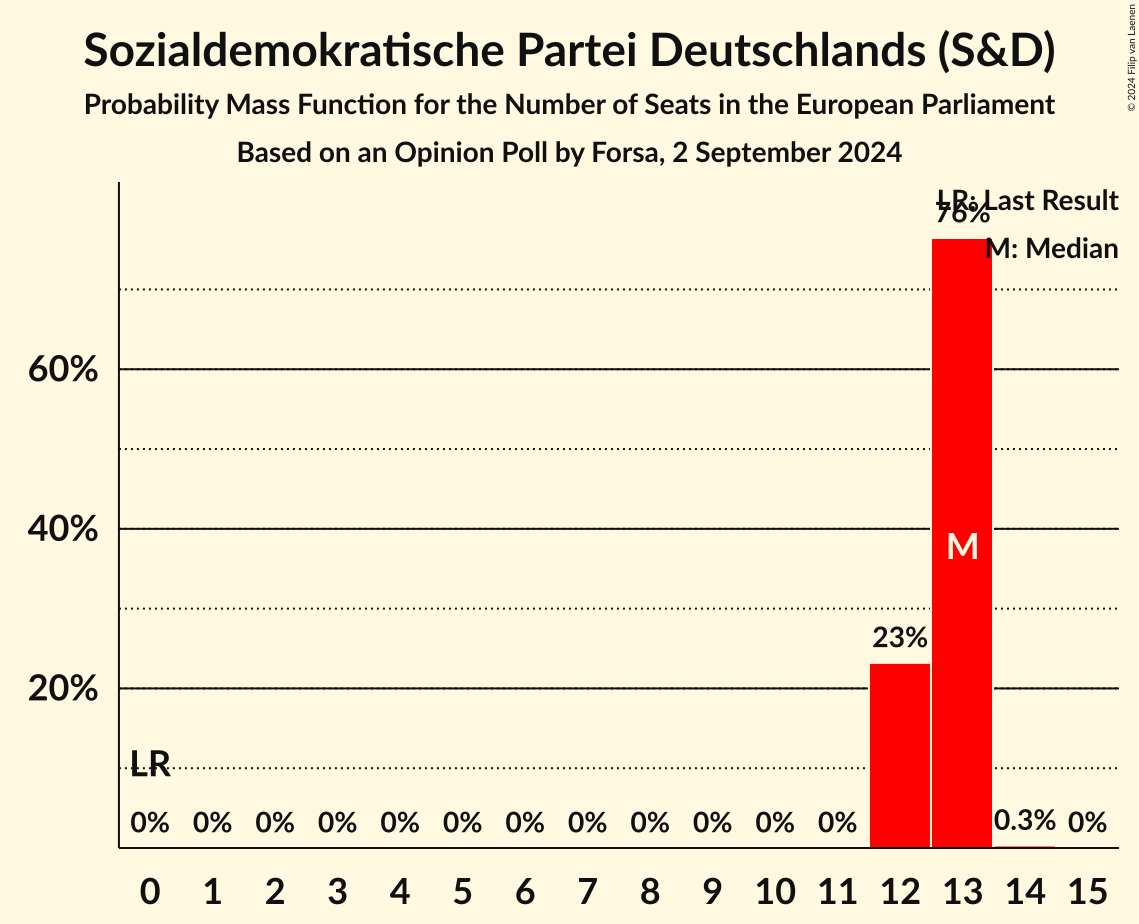 Sozialdemokratische Partei Deutschlands (S&D)
Probability Mass Function for the Number of Seats in the European Parliament
Based on an Opinion Poll by Forsa, 2 September 2024
© 2024 Filip van Laenen
LR: Last Result
76%
M: Median
60%
40%
M
23%
20%
LR
0% 0% 0% 0% 0% 0% 0% 0% 0% 0% 0% 0% 0.3% 0%
0 1 2 3 4 5 6 7 8 9 10 11 12 13 14 15